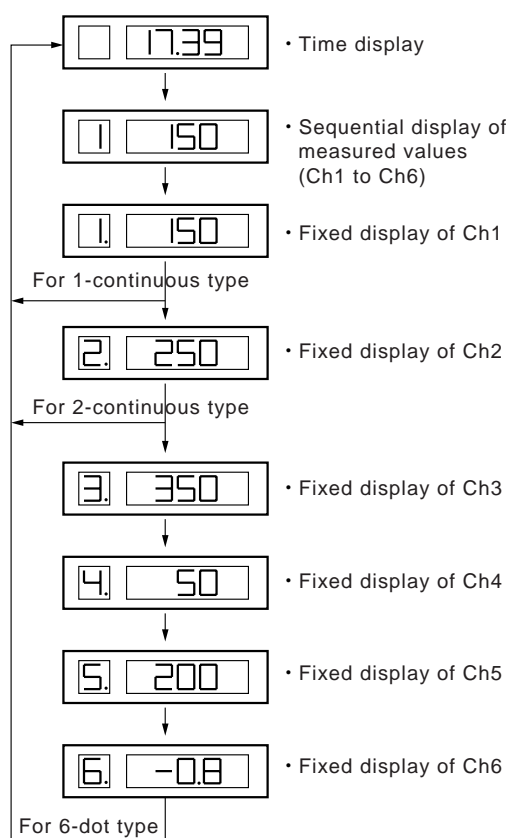 17.39 ・Time display
1 150 ・Sequential display of
measured values
(Ch1 to Ch6)
1. 150 ・Fixed display of Ch1
For 1-continuous type
2. 250 ・Fixed display of Ch2
For 2-continuous type
3. 350 ・Fixed display of Ch3
4. 50 ・Fixed display of Ch4
5. 200 ・Fixed display of Ch5
6. -0.8 ・Fixed display of Ch6
For 6-dot type